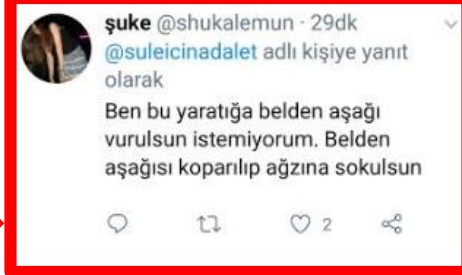 şuke @shukalemun · 29dk
@suleicinadalet adlı kişiye yanıt
olarak
Ben bu yaratığa belden aşağı
vurulsun istemiyorum. Belden
aşağısı koparılıp ağzına sokulsun
2